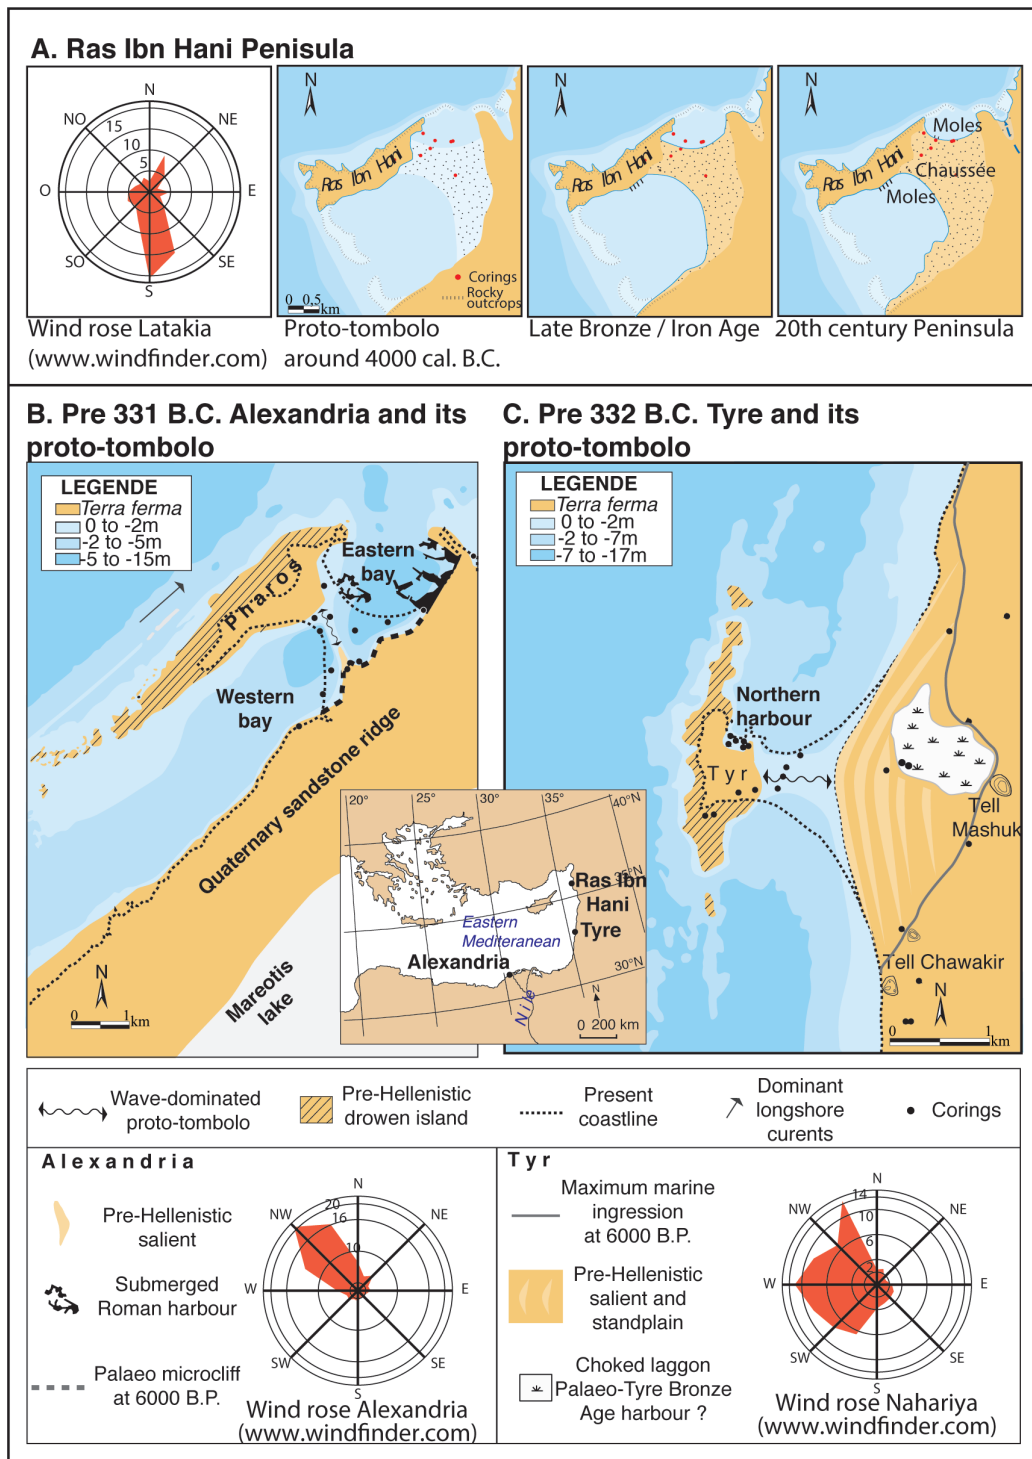 A. Ras Ibn Hani Penisula
N
NO
NE
15
10
5
O
E
SO
SE
S
Wind rose Latakia
(www.windfinder.com)
N
Ras Ibn Hani
Corings
Rocky
outcrops
0 0,5
km
Proto-tombolo
around 4000 cal. B.C.
N
Ras Ibn Hani
Late Bronze / Iron Age
N
Moles
Ras Ibn Hani
Chaussée
Moles
20th century Peninsula
B. Pre 331 B.C. Alexandria and its
proto-tombolo
LEGENDE
Terra ferma
0 to -2m
-2 to -5m
-5 to -15m
Eastern
bay
Pharos
Western
bay
Quaternary sandstone ridge
Mareotis
lake
N
0 1
km
C. Pre 332 B.C. Tyre and its
proto-tombolo
LEGENDE
Terra ferma
0 to -2m
-2 to -7m
-7 to -17m
Northern
harbour
Tyr
Tell
Mashuk
Tell Chawakir
N
0 1
km
20°
25°
30°
35°
40°N
35°N
Ras Ibn
Hani
Eastern
Mediteranean
Tyre
Alexandria
30°N
Nile
N
0 200 km
Wave-dominated
proto-tombolo
Pre-Hellenistic
drowen island
Present
coastline
Dominant
longshore
curents
Corings
Alexandria
Pre-Hellenistic
salient
Submerged
Roman harbour
Palaeo microcliff
at 6000 B.P.
N
NW
NE
20
16
10
W
E
SW
SE
S
Wind rose Alexandria
(www.windfinder.com)
Tyr
Maximum marine
ingression
at 6000 B.P.
Pre-Hellenistic
salient and
standplain
Choked laggon
Palaeo-Tyre Bronze
Age harbour ?
N
NW
NE
14
10
6
2
W
E
SW
SE
S
Wind rose Nahariya
(www.windfinder.com)